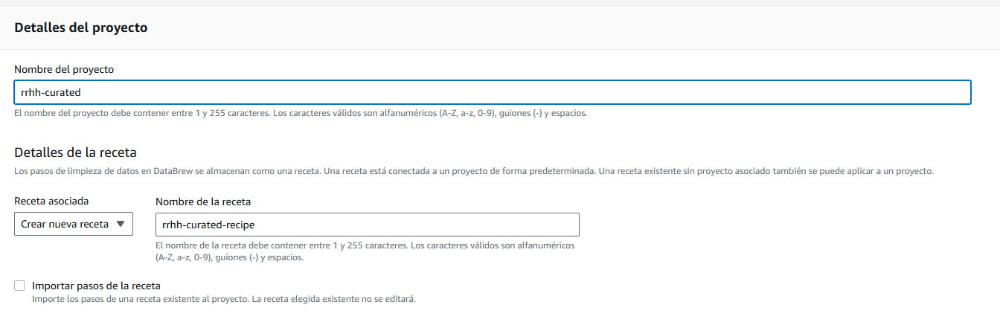 Detalles del proyecto
Nombre del proyecto
rrhh-curated
El nombre del proyecto debe contener entre 1 y 255 caracteres. Los caracteres válidos son alfanuméricos (A-Z, a-z, 0-9), guiones (-) y espacios.
Detalles de la receta
Los pasos de limpieza de datos en DataBrew se almacenan como una receta. Una receta está conectada a un proyecto de forma predeterminada. Una receta existente sin proyecto asociado también se puede aplicar a un proyecto.
Receta asociada
Crear nueva receta
Nombre de la receta
rrhh-curated-recipe
El nombre de la receta debe contener entre 1 y 255 caracteres. Los caracteres válidos son alfanuméricos
(A-Z, a-z, 0-9), guiones (-) y espacios.
Importar pasos de la receta
Importe los pasos de una receta existente al proyecto. La receta elegida existente no se editará.